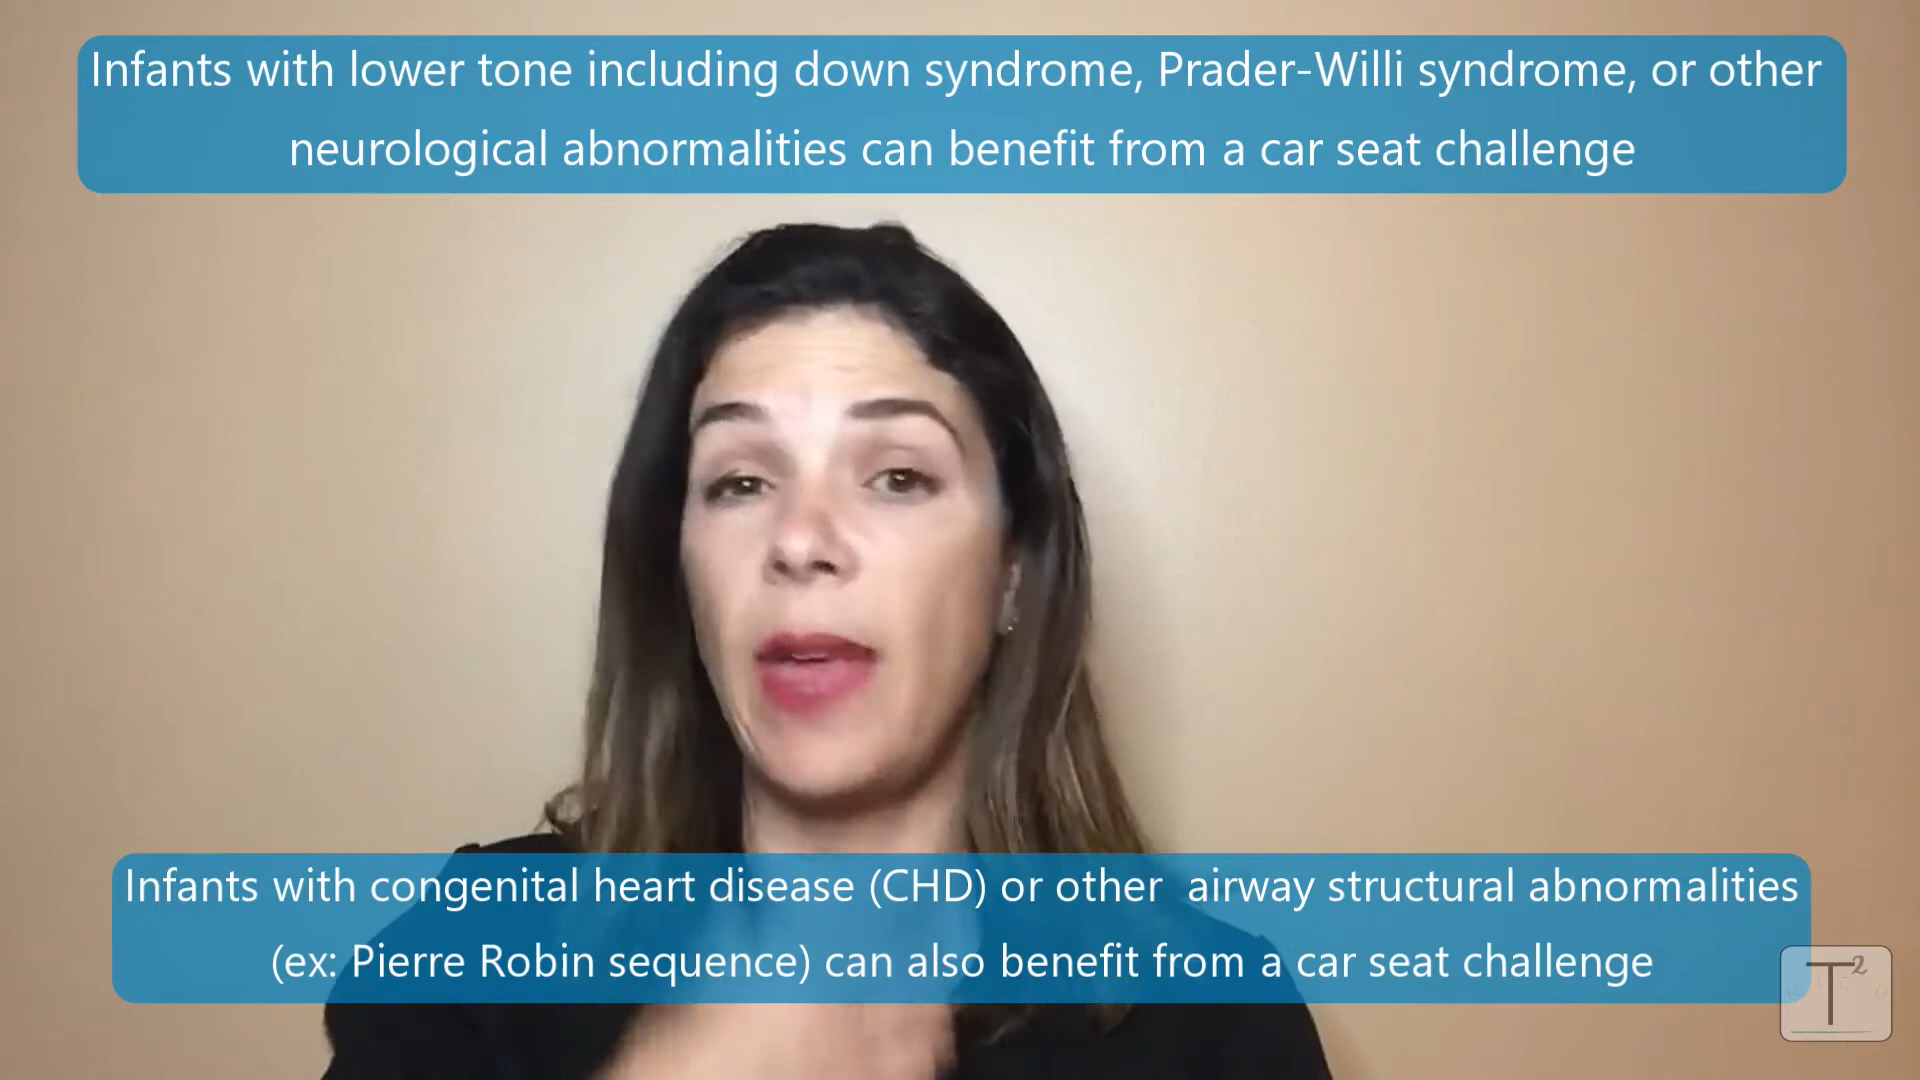 Infants with lower tone including down syndrome, Prader-Willi syndrome, or other
neurological abnormalities can benefit from a car seat challenge
Infants with congenital heart disease (CHD) or other airway structural abnormalities
(ex: Pierre Robin sequence) can also benefit from a car seat challenge
T²